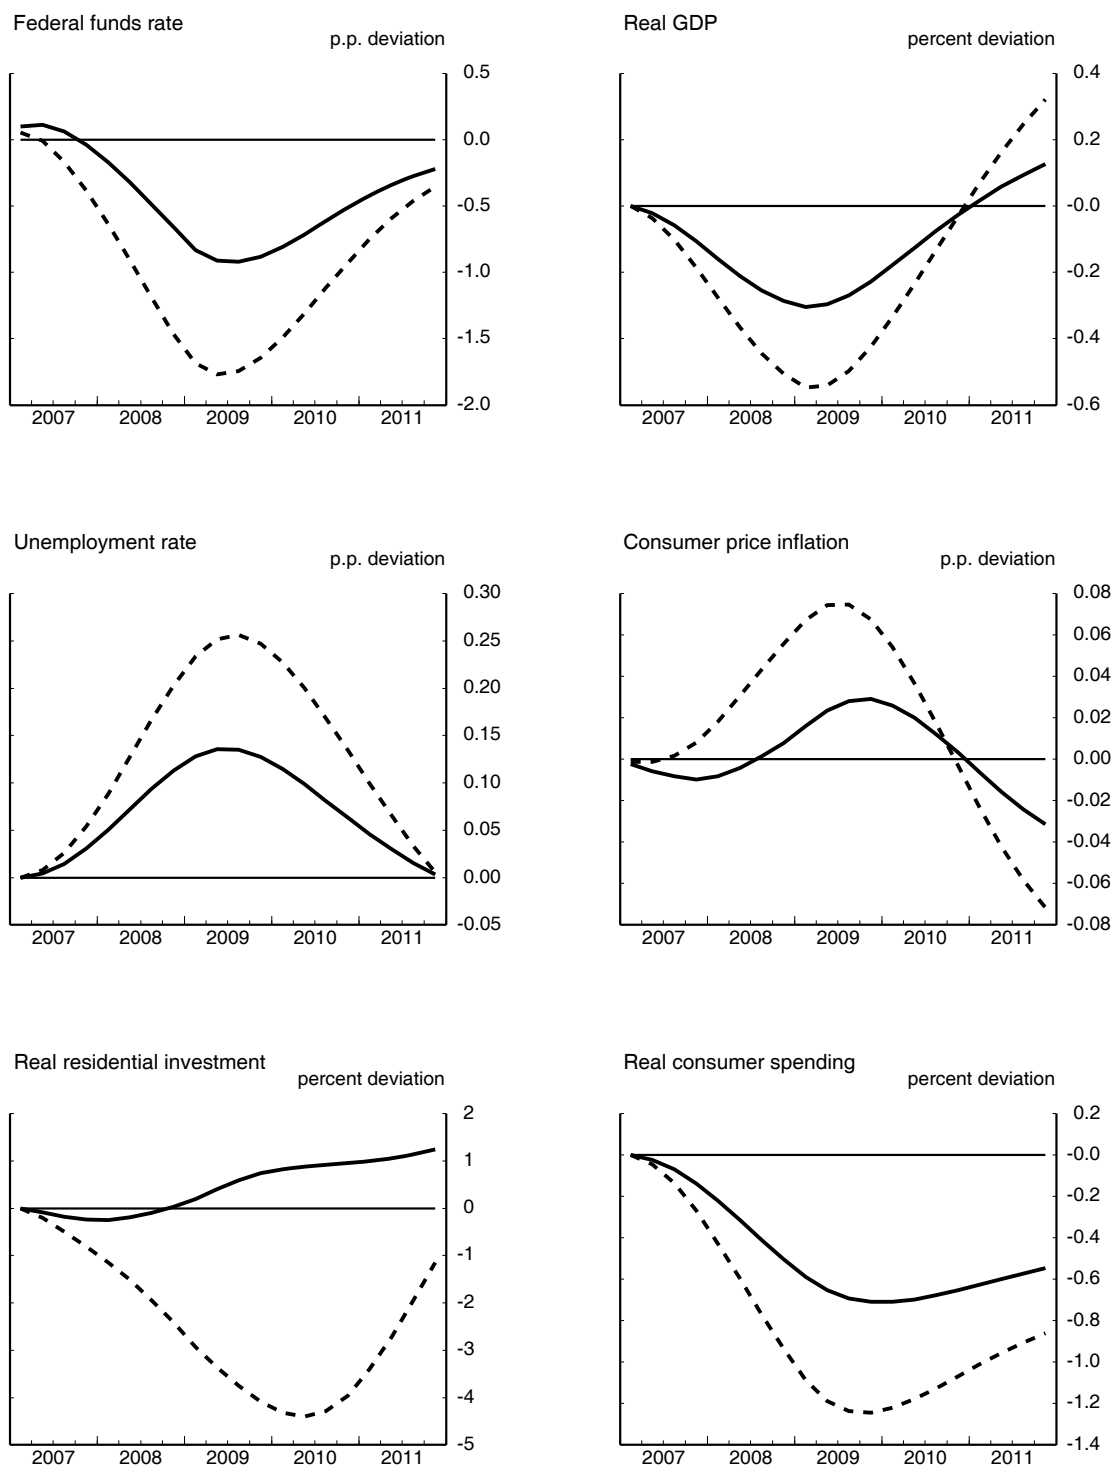 Federal funds rate
p.p. deviation
0.5
0.0
-0.5
-1.0
-1.5
-2.0
2007 2008 2009 2010 2011
Real GDP
percent deviation
0.4
0.2
-0.0
-0.2
-0.4
-0.6
2007 2008 2009 2010 2011
Unemployment rate
p.p. deviation
0.30
0.25
0.20
0.15
0.10
0.05
0.00
-0.05
2007 2008 2009 2010 2011
Consumer price inflation
p.p. deviation
0.08
0.06
0.04
0.02
0.00
-0.02
-0.04
-0.06
-0.08
2007 2008 2009 2010 2011
Real residential investment
percent deviation
2
1
0
-1
-2
-3
-4
-5
2007 2008 2009 2010 2011
Real consumer spending
percent deviation
0.2
-0.0
-0.2
-0.4
-0.6
-0.8
-1.0
-1.2
-1.4
2007 2008 2009 2010 2011